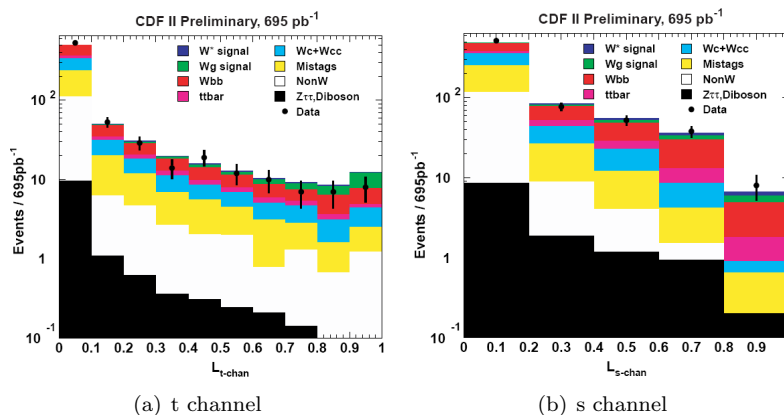 CDF II Preliminary, 695 pb⁻¹
Events / 695pb⁻¹
10²
10
1
10⁻¹
W* signal
Wg signal
Wbb
ttbar
Wc+Wcc
Mistags
NonW
Zττ,Diboson
Data
0 0.1 0.2 0.3 0.4 0.5 0.6 0.7 0.8 0.9 1
L_t-chan
(a) t channel
CDF II Preliminary, 695 pb⁻¹
Events / 695pb⁻¹
10²
10
1
10⁻¹
W* signal
Wg signal
Wbb
ttbar
Wc+Wcc
Mistags
NonW
Zττ,Diboson
Data
0 0.1 0.2 0.3 0.4 0.5 0.6 0.7 0.8 0.9
L_s-chan
(b) s channel